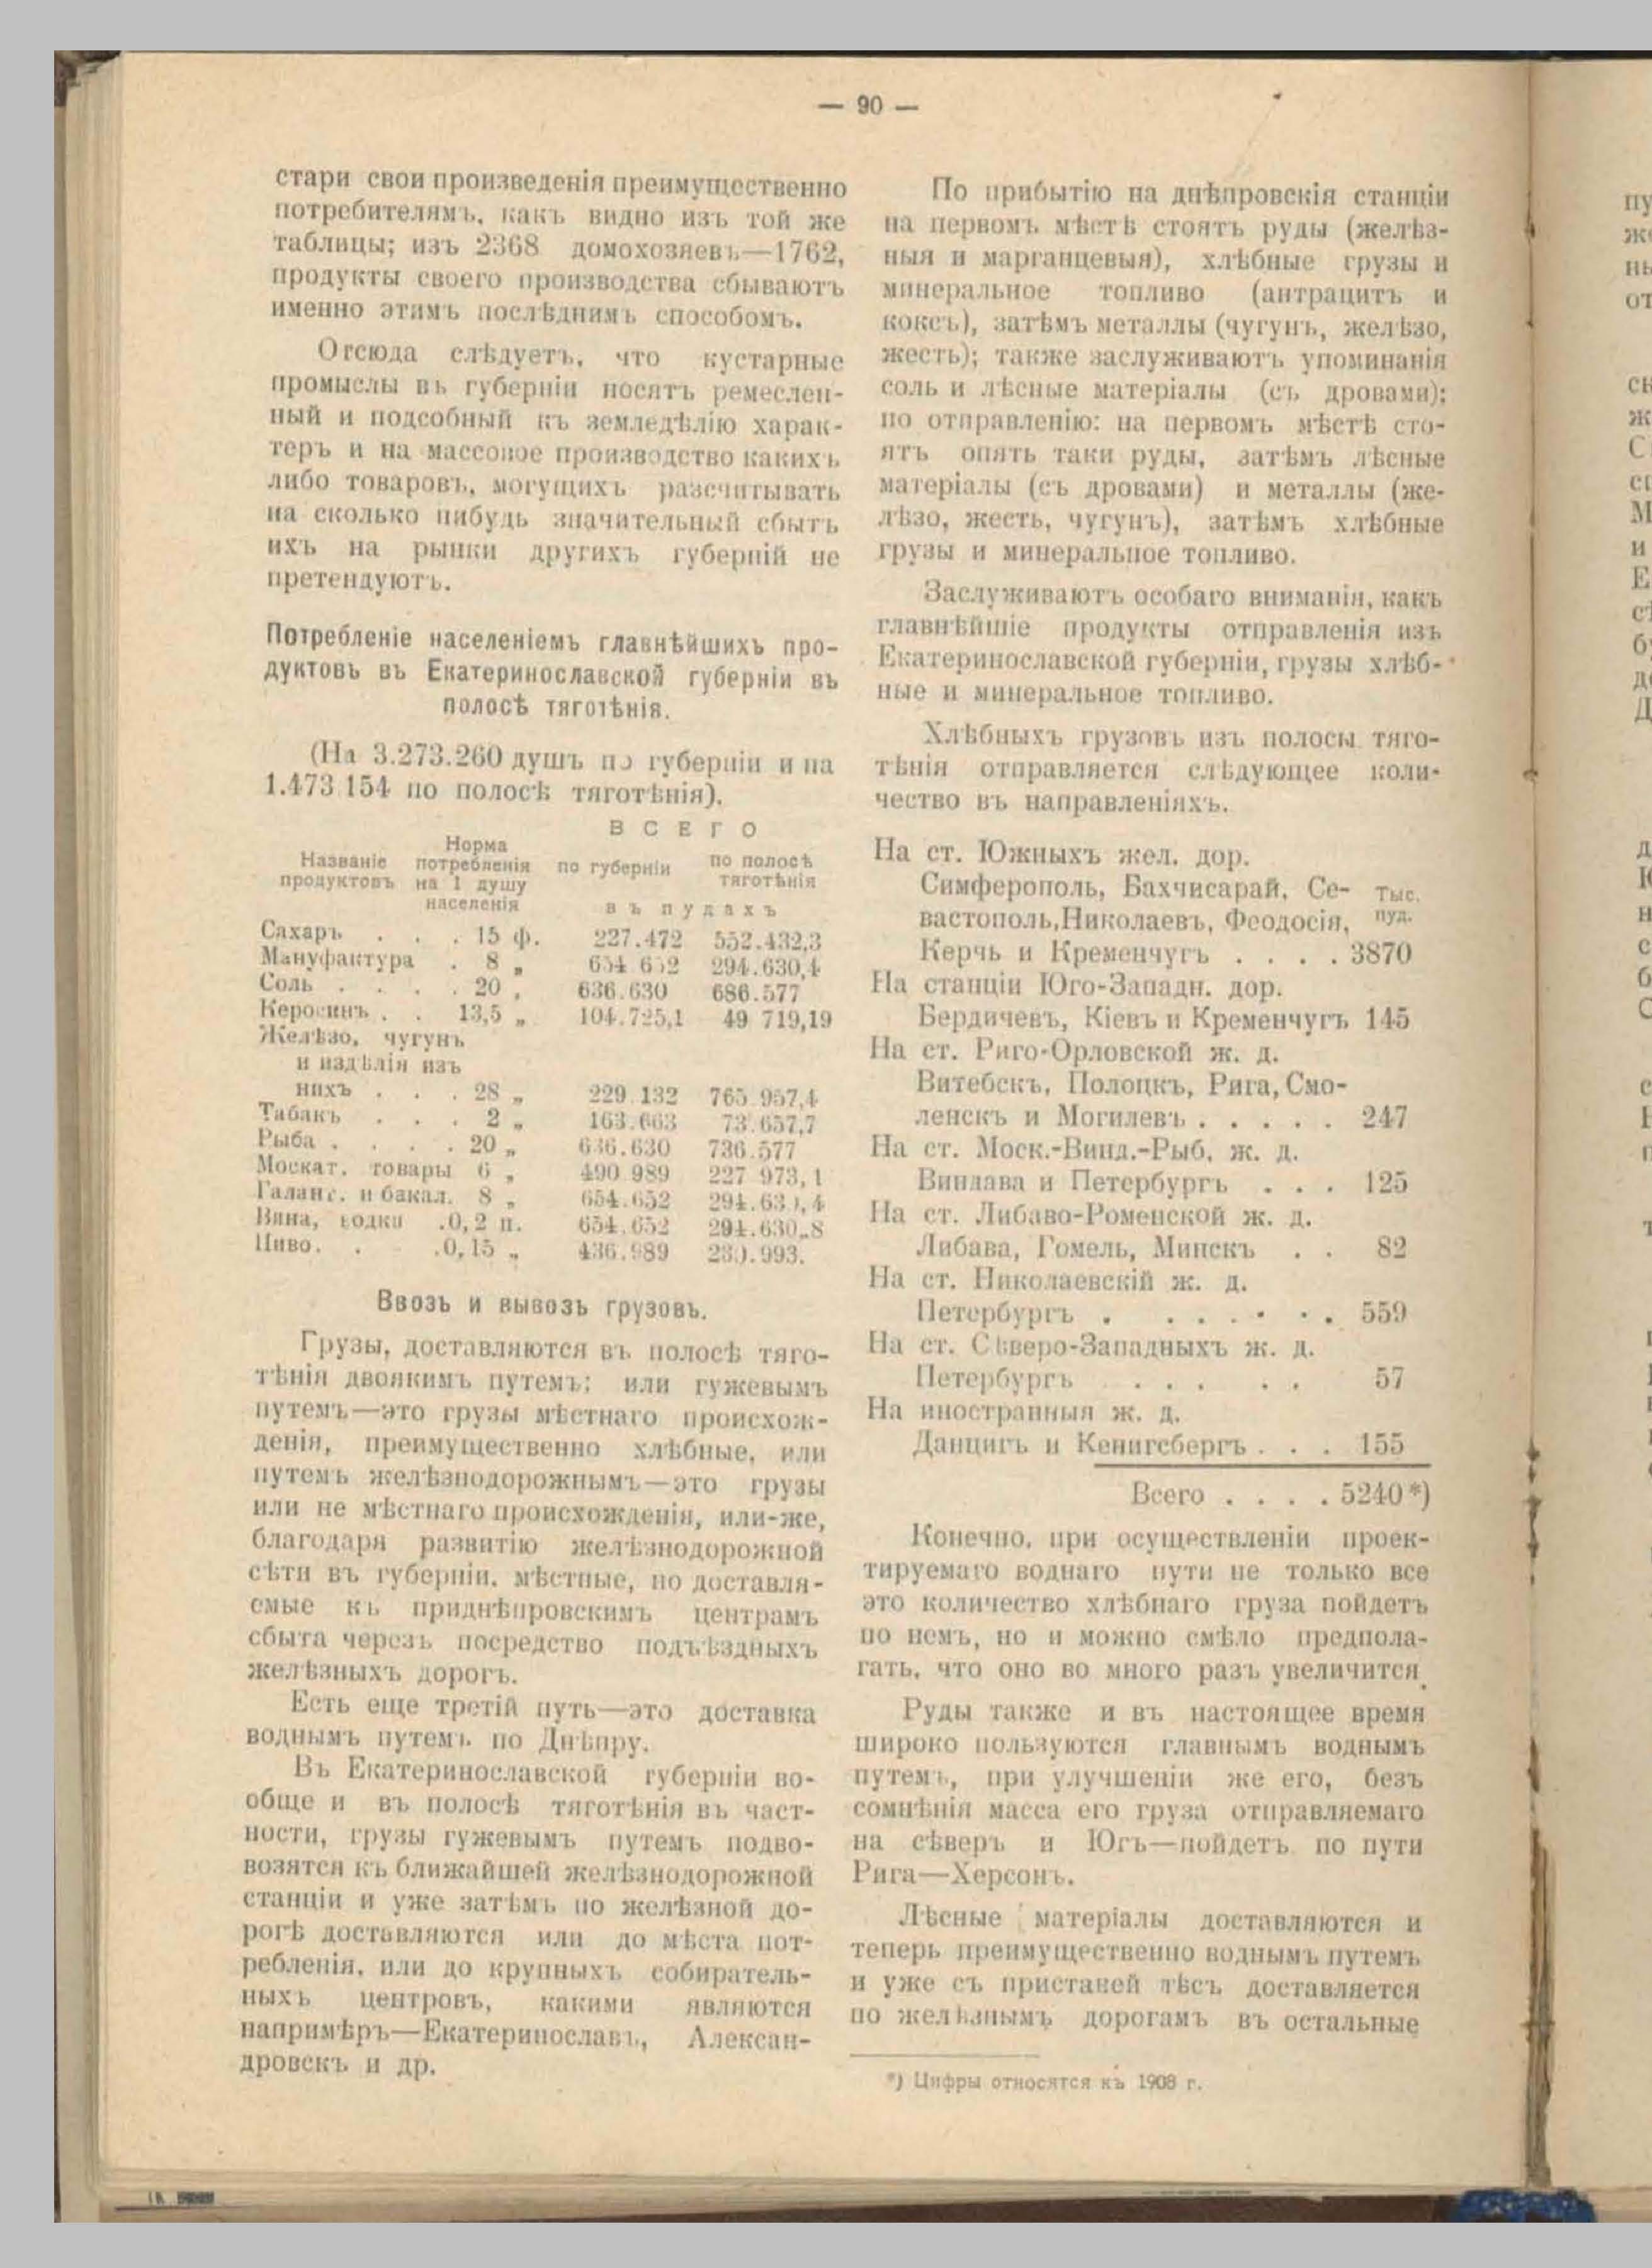 — 90 —
стари свои произведенія преимущественно
потребителямъ, какъ видно изъ той же
таблицы; изъ 2368 домохозяевъ—1762,
продукты своего производства сбываютъ
именно этимъ послѣднимъ способомъ.
Отсюда слѣдуетъ, что кустарные
промыслы въ губерніи носятъ ремеслен-
ный и подсобный къ земледѣлію харак-
теръ и на массовое производство какихъ
либо товаровъ, могущихъ разсчитывать
на сколько нибудь значительный сбытъ
ихъ на рынки другихъ губерній не
претендуютъ.
Потребленіе населеніемъ главнѣйшихъ про-
дуктовъ въ Екатеринославской губерніи въ
полосѣ тяготѣнія.
(На 3.273.260 душъ по губерніи и на
1.473 154 по полосѣ тяготѣнія).
ВСЕГО
Названіе продуктовъ Норма потребленія на 1 душу населенія по губерніи по полосѣ тяготѣнія
въ пудахъ
Сахаръ . . . 15 ф. 227.472 552.432,3
Мануфактура . 8 „ 654 652 294.630,4
Соль . . . . 20 , 636.630 686.577
Керосинъ . . 13,5 „ 104.725,1 49 719,19
Желѣзо, чугунъ
и издѣлія изъ
нихъ . . . 28 „ 229.132 765.957,4
Табакъ . . . 2 „ 163.663 73.657,7
Рыба . . . . 20 „ 636.630 736.577
Москат. товары 6 „ 490 989 227 973,1
Галант. и бакал. 8 „ 654.652 294.630,4
Вина, водки .0,2 п. 654.652 294.630,.8
Пиво. . .0,15 „ 436.989 230.993.
Ввозъ и вывозъ грузовъ.
Грузы, доставляются въ полосѣ тяго-
тѣнія двоякимъ путемъ: или гужевымъ
путемъ—это грузы мѣстнаго происхож-
денія, преимущественно хлѣбные, или
путемъ желѣзнодорожнымъ—это грузы
или не мѣстнаго происхожденія, или-же,
благодаря развитію желѣзнодорожной
сѣти въ губерніи, мѣстные, но доставля-
емые къ приднѣпровскимъ центрамъ
сбыта черезъ посредство подъѣздныхъ
желѣзныхъ дорогъ.
Есть еще третій путь—это доставка
воднымъ путемъ по Днѣпру.
Въ Екатеринославской губерніи во-
обще и въ полосѣ тяготѣнія въ част-
ности, грузы гужевымъ путемъ подво-
возятся къ ближайшей желѣзнодорожной
станціи и уже затѣмъ по желѣзной до-
рогѣ доставляются или до мѣста пот-
ребленія, или до крупныхъ собиратель-
ныхъ центровъ, какими являются
напримѣръ—Екатеринославъ, Алексан-
дровскъ и др.
По прибытію на днѣпровскія станціи
на первомъ мѣстѣ стоятъ руды (желѣз-
ныя и марганцевыя), хлѣбные грузы и
минеральное топливо (антрацитъ и
коксъ), затѣмъ металлы (чугунъ, желѣзо,
жесть); также заслуживаютъ упоминанія
соль и лѣсные матеріалы (съ дровами);
по отправленію: на первомъ мѣстѣ сто-
ятъ опять таки руды, затѣмъ лѣсные
матеріалы (съ дровами) и металлы (же-
лѣзо, жесть, чугунъ), затѣмъ хлѣбные
грузы и минеральное топливо.
Заслуживаютъ особаго вниманія, какъ
главнѣйшіе продукты отправленія изъ
Екатеринославской губерніи, грузы хлѣб-
ные и минеральное топливо.
Хлѣбныхъ грузовъ изъ полосы тяго-
тѣнія отправляется слѣдующее коли-
чество въ направленіяхъ.
На ст. Южныхъ жел. дор.
Симферополь, Бахчисарай, Се- Тыс.
вастополь,Николаевъ, Феодосія, пуд.
Керчь и Кременчугъ . . . . 3870
На станціи Юго-Западн. дор.
Бердичевъ, Кіевъ и Кременчугъ 145
На ст. Риго-Орловской ж. д.
Витебскъ, Полоцкъ, Рига, Смо-
ленскъ и Могилевъ . . . . . 247
На ст. Моск.-Винд.-Рыб. ж. д.
Виндава и Петербургъ . . . 125
На ст. Либаво-Роменской ж. д.
Либава, Гомель, Минскъ . . 82
На ст. Николаевскій ж. д.
Петербургъ . . . . . . . 559
На ст. Сѣверо-Западныхъ ж. д.
Петербургъ . . . . . 57
На иностранныя ж. д.
Данцигъ и Кенигсбергъ . . . 155
Всего . . . . 5240*)
Конечно, при осуществленіи проек-
тируемаго воднаго пути не только все
это количество хлѣбнаго груза пойдетъ
по немъ, но и можно смѣло предпола-
гать, что оно во много разъ увеличится.
Руды также и въ настоящее время
широко пользуются главнымъ воднымъ
путемъ, при улучшеніи же его, безъ
сомнѣнія масса его груза отправляемаго
на сѣверъ и Югъ—пойдетъ по пути
Рига—Херсонъ.
Лѣсные матеріалы доставляются и
теперь преимущественно воднымъ путемъ
и уже съ пристаней лѣсъ доставляется
по желѣзнымъ дорогамъ въ остальные
*) Цифры относятся къ 1908 г.